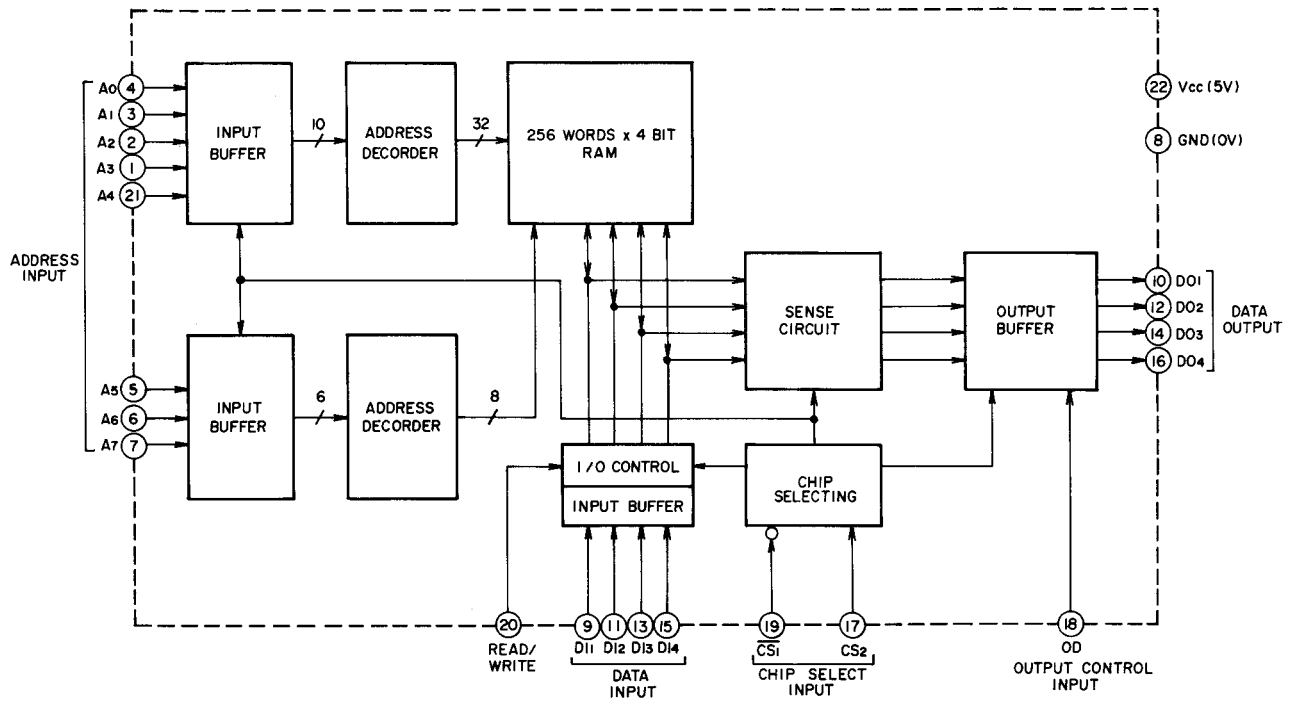 A0 4
A1 3
A2 2
A3 1
A4 21
ADDRESS
INPUT
A5 5
A6 6
A7 7
INPUT
BUFFER
10
ADDRESS
DECORDER
32
256 WORDS x 4 BIT
RAM
22 Vcc (5V)
8 GND (0V)
INPUT
BUFFER
6
ADDRESS
DECORDER
8
SENSE
CIRCUIT
OUTPUT
BUFFER
10 DO1
12 DO2
14 DO3
16 DO4
DATA
OUTPUT
I/O CONTROL
INPUT BUFFER
CHIP
SELECTING
20
READ/
WRITE
9 11 13 15
DI1 DI2 DI3 DI4
DATA
INPUT
19 17
C̅S̅1̅ CS2
CHIP SELECT
INPUT
18
OD
OUTPUT CONTROL
INPUT